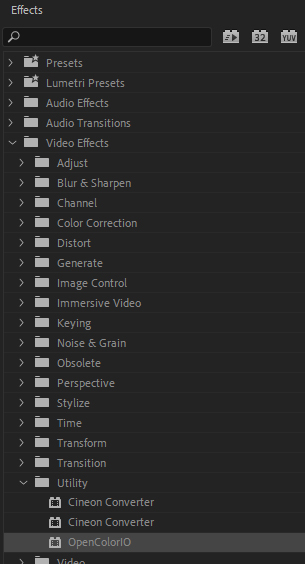 Effects
32
YUV
Presets
Lumetri Presets
Audio Effects
Audio Transitions
Video Effects
Adjust
Blur & Sharpen
Channel
Color Correction
Distort
Generate
Image Control
Immersive Video
Keying
Noise & Grain
Obsolete
Perspective
Stylize
Time
Transform
Transition
Utility
Cineon Converter
Cineon Converter
OpenColorIO
Video